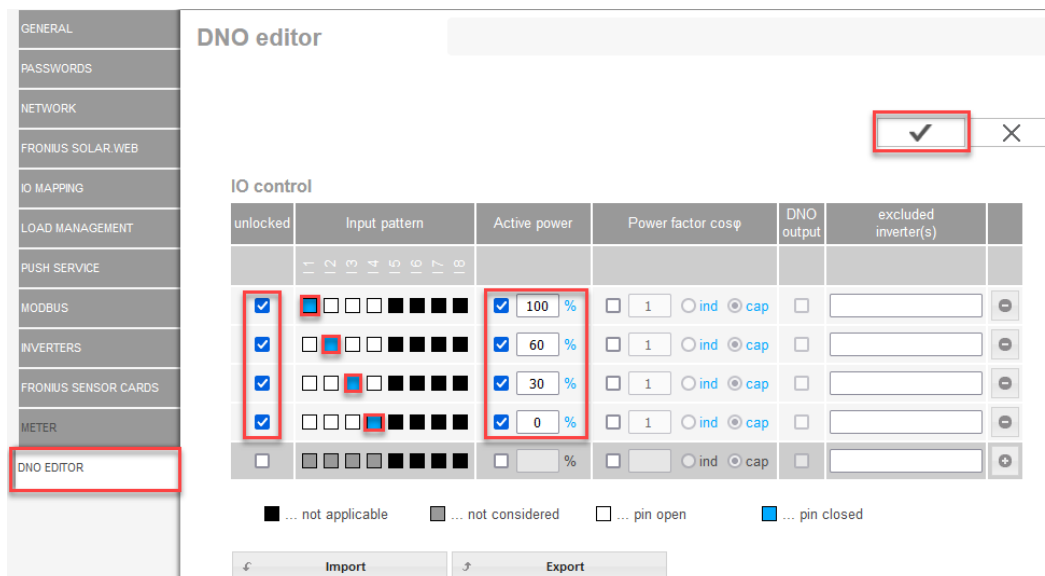 GENERAL
PASSWORDS
NETWORK
FRONIUS SOLAR.WEB
IO MAPPING
LOAD MANAGEMENT
PUSH SERVICE
MODBUS
INVERTERS
FRONIUS SENSOR CARDS
METER
DNO EDITOR
DNO editor
IO control
unlocked Input pattern Active power Power factor cosφ DNO output excluded inverter(s)
I1 I2 I3 I4 I5 I6 I7 I8
100 % 1 ind cap
60 % 1 ind cap
30 % 1 ind cap
0 % 1 ind cap
% ind cap
... not applicable ... not considered ... pin open ... pin closed
Import Export